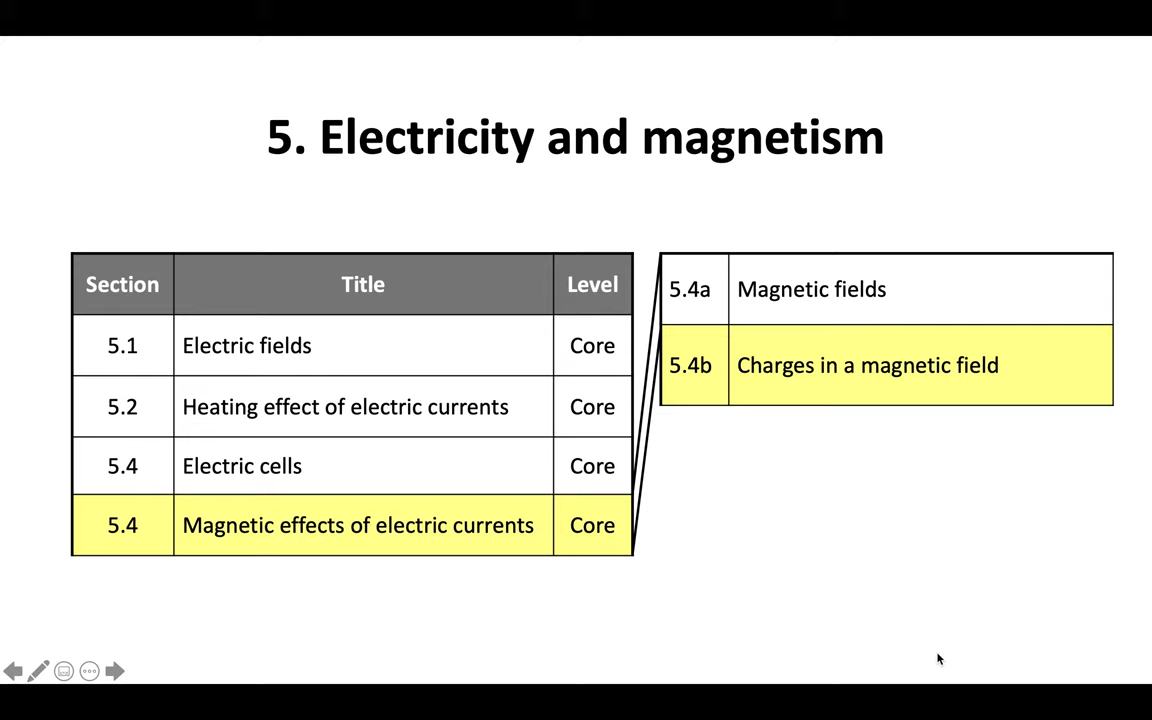 5. Electricity and magnetism
Section Title Level
5.1 Electric fields Core
5.2 Heating effect of electric currents Core
5.4 Electric cells Core
5.4 Magnetic effects of electric currents Core
5.4a Magnetic fields
5.4b Charges in a magnetic field